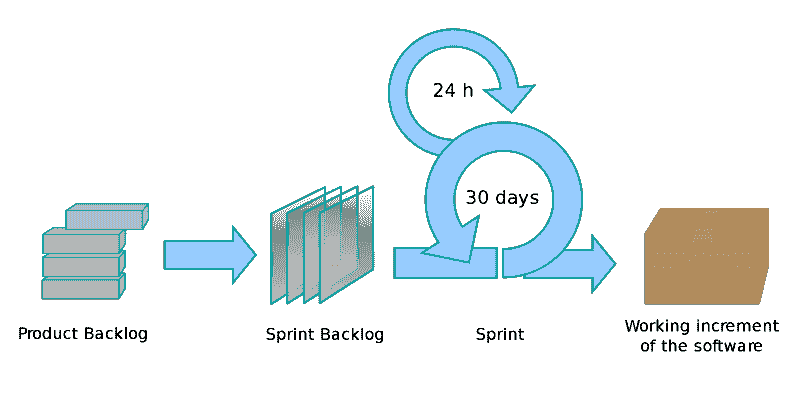 24 h
30 days
Product Backlog
Sprint Backlog
Sprint
Working increment
of the software